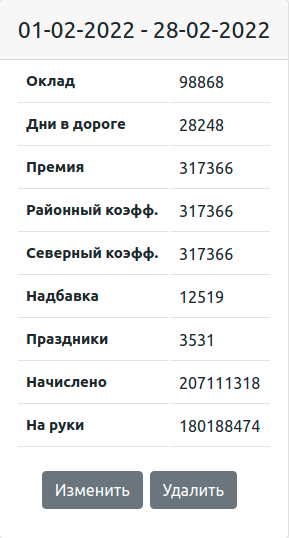 01-02-2022 - 28-02-2022
Оклад 98868
Дни в дороге 28248
Премия 317366
Районный коэфф. 317366
Северный коэфф. 317366
Надбавка 12519
Праздники 3531
Начислено 207111318
На руки 180188474
Изменить Удалить